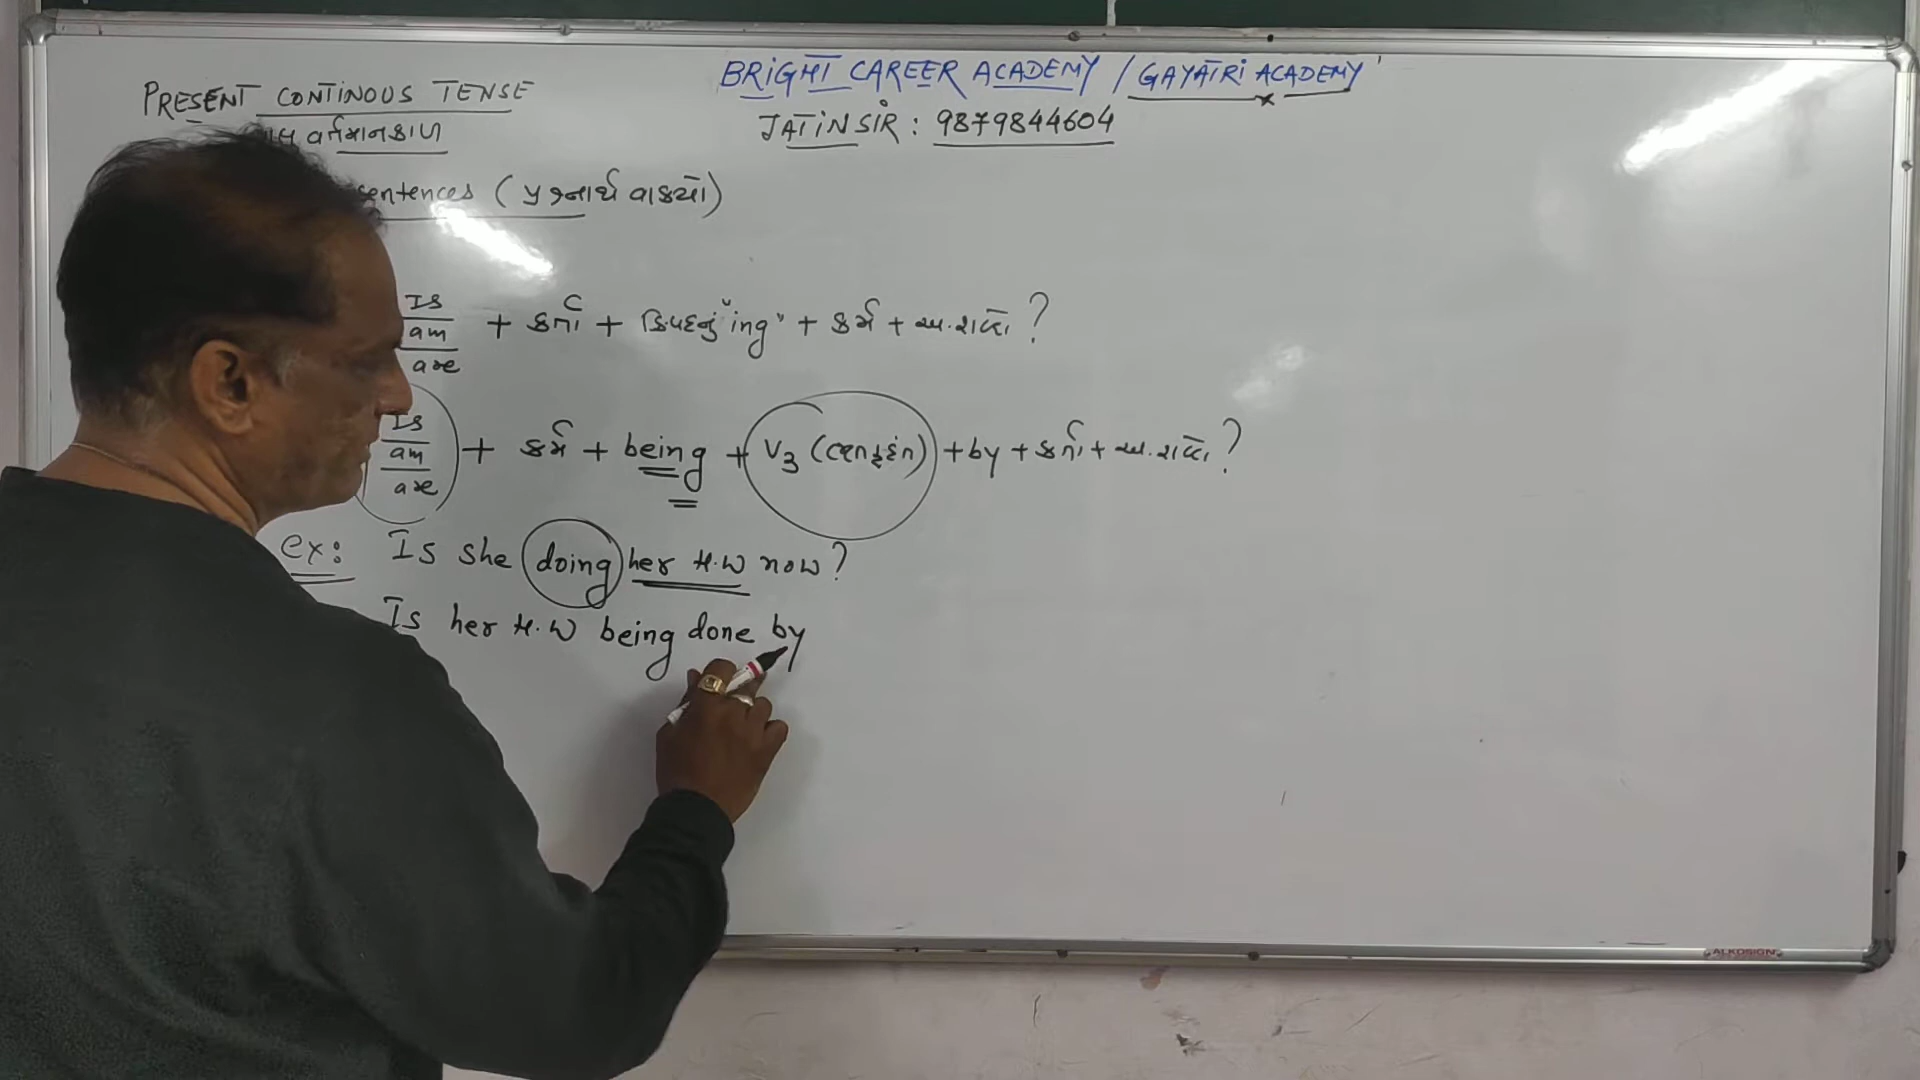 PRESENT CONTINOUS TENSE
BRIGHT CAREER ACADEMY / GAYATRI ACADEMY
વર્તમાનકાળ
JATIN SIR : 9879844604
sentences (પ્રશ્નાર્થ વાક્યો)
Is
am
are
+ કર્તા + ક્રિયાપદનું "ing" + કર્મ + અ.શબ્દો ?
Is
am
are
+ કર્મ + being + V3 (ભૂતકૃદંત) + by + કર્તા + અ.શબ્દો ?
ex: Is she doing her H.W now?
Is her H.W being done by
ALKOSIGN